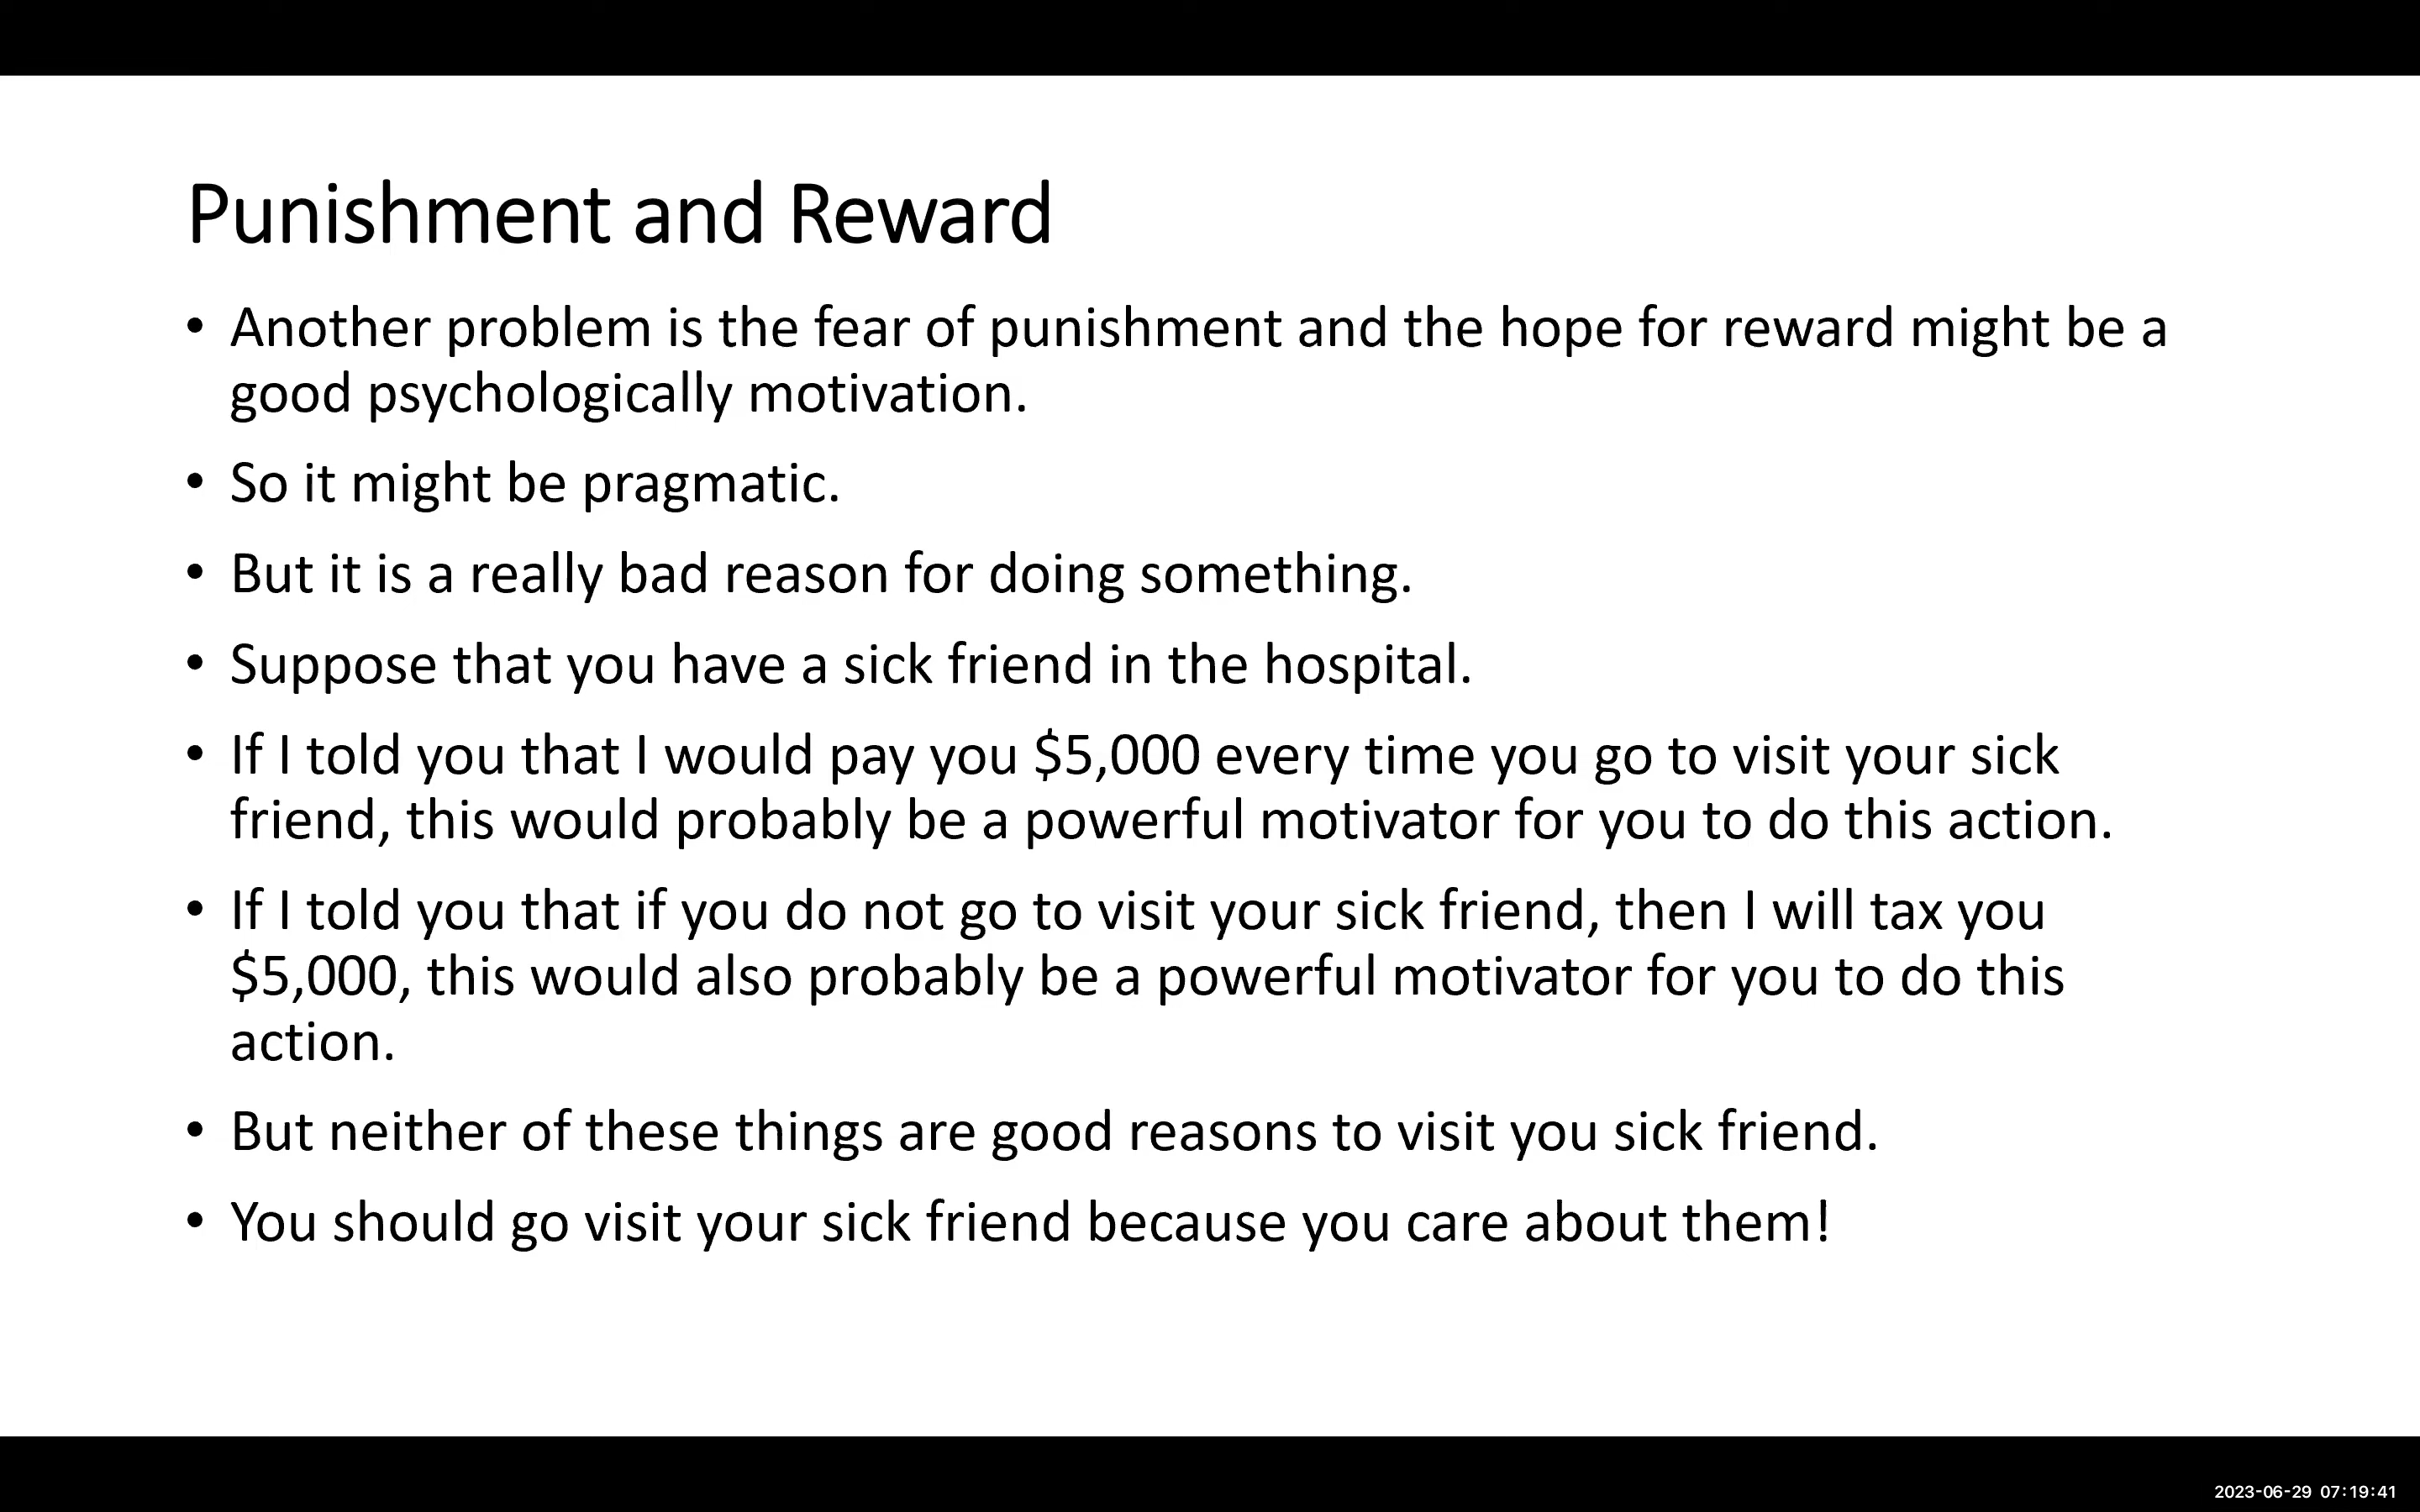 Punishment and Reward
• Another problem is the fear of punishment and the hope for reward might be a
good psychologically motivation.
• So it might be pragmatic.
• But it is a really bad reason for doing something.
• Suppose that you have a sick friend in the hospital.
• If I told you that I would pay you $5,000 every time you go to visit your sick
friend, this would probably be a powerful motivator for you to do this action.
• If I told you that if you do not go to visit your sick friend, then I will tax you
$5,000, this would also probably be a powerful motivator for you to do this
action.
• But neither of these things are good reasons to visit you sick friend.
• You should go visit your sick friend because you care about them!
2023-06-29 07:19:41